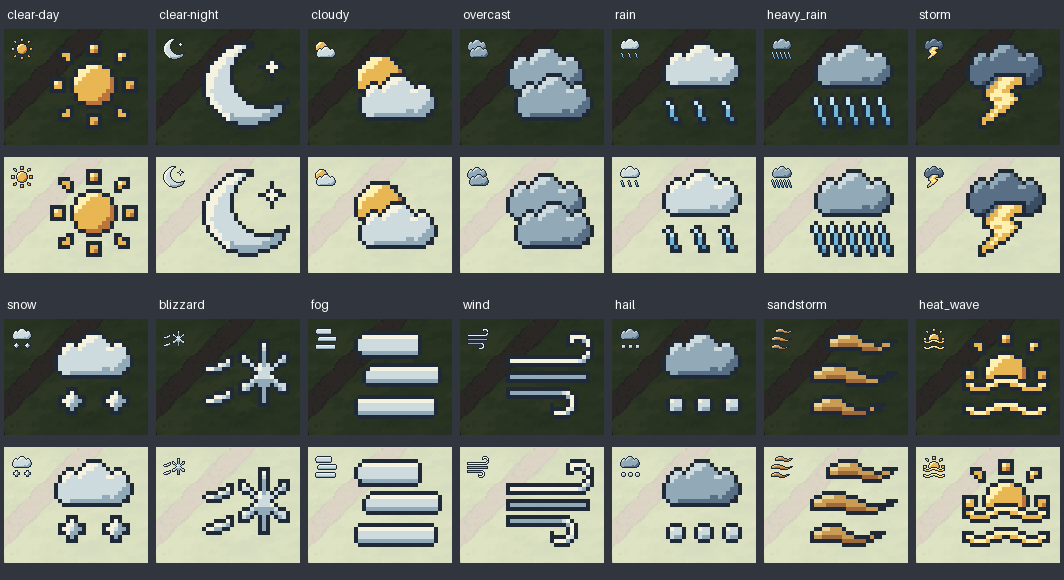 clear-day clear-night cloudy overcast rain heavy_rain storm
snow blizzard fog wind hail sandstorm heat_wave